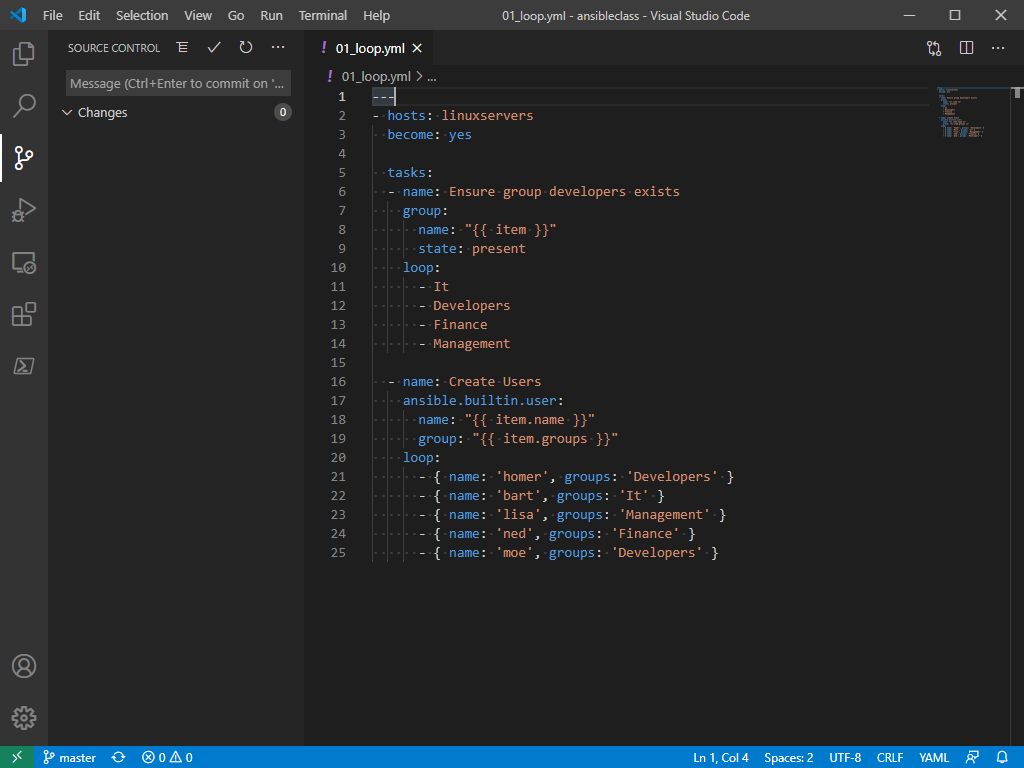 File Edit Selection View Go Run Terminal Help 01_loop.yml - ansibleclass - Visual Studio Code
SOURCE CONTROL
Message (Ctrl+Enter to commit on '...
Changes 0
! 01_loop.yml
! 01_loop.yml > ...
1 ---
2 - hosts: linuxservers
3   become: yes
4
5   tasks:
6   - name: Ensure group developers exists
7     group:
8       name: "{{ item }}"
9       state: present
10     loop:
11       - It
12       - Developers
13       - Finance
14       - Management
15
16   - name: Create Users
17     ansible.builtin.user:
18       name: "{{ item.name }}"
19       group: "{{ item.groups }}"
20     loop:
21       - { name: 'homer', groups: 'Developers' }
22       - { name: 'bart', groups: 'It' }
23       - { name: 'lisa', groups: 'Management' }
24       - { name: 'ned', groups: 'Finance' }
25       - { name: 'moe', groups: 'Developers' }
master 0 0 Ln 1, Col 4 Spaces: 2 UTF-8 CRLF YAML